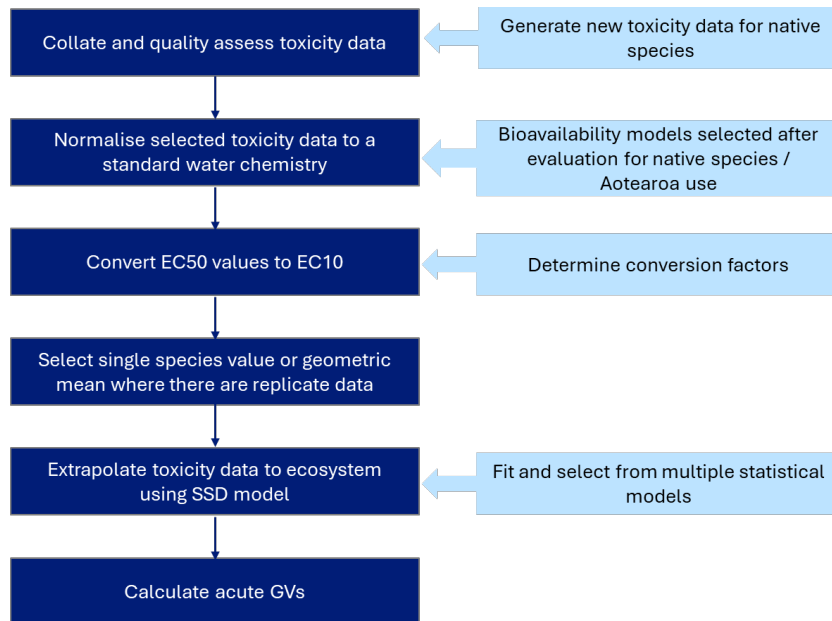 Collate and quality assess toxicity data
Generate new toxicity data for native
species
Normalise selected toxicity data to a
standard water chemistry
Bioavailability models selected after
evaluation for native species /
Aotearoa use
Convert EC50 values to EC10
Determine conversion factors
Select single species value or geometric
mean where there are replicate data
Extrapolate toxicity data to ecosystem
using SSD model
Fit and select from multiple statistical
models
Calculate acute GVs